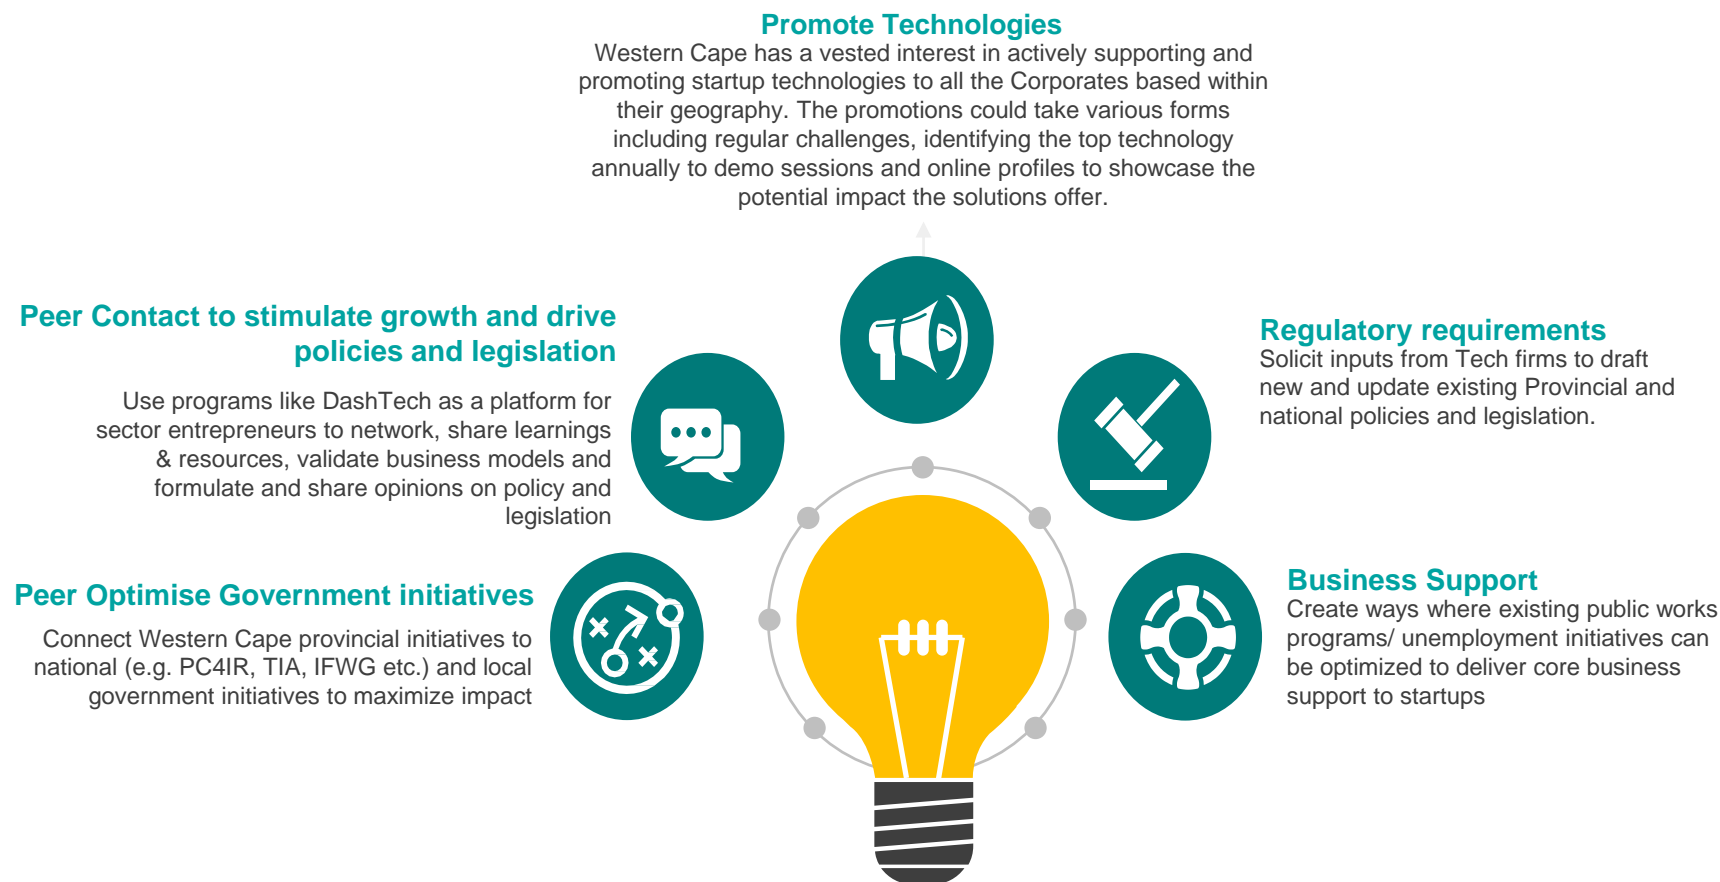 Promote Technologies
Western Cape has a vested interest in actively supporting and
promoting startup technologies to all the Corporates based within
their geography. The promotions could take various forms
including regular challenges, identifying the top technology
annually to demo sessions and online profiles to showcase the
potential impact the solutions offer.
Peer Contact to stimulate growth and drive
policies and legislation
Use programs like DashTech as a platform for
sector entrepreneurs to network, share learnings
& resources, validate business models and
formulate and share opinions on policy and
legislation
Regulatory requirements
Solicit inputs from Tech firms to draft
new and update existing Provincial and
national policies and legislation.
Peer Optimise Government initiatives
Connect Western Cape provincial initiatives to
national (e.g. PC4IR, TIA, IFWG etc.) and local
government initiatives to maximize impact
Business Support
Create ways where existing public works
programs/ unemployment initiatives can
be optimized to deliver core business
support to startups